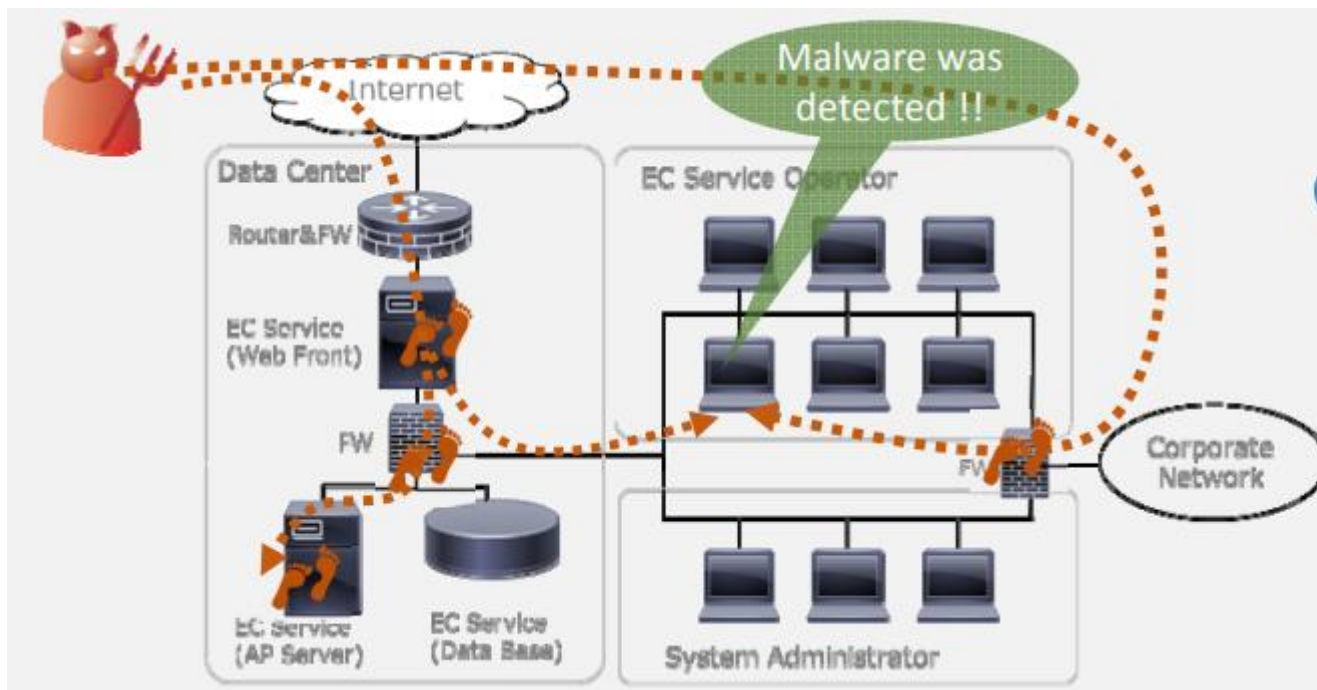 Malware was
detected !!
Internet
Data Center
EC Service Operator
Router&FW
EC Service
(Web Front)
FW
FW
Corporate
Network
EC Service
(AP Server)
EC Service
(Data Base)
System Administrator